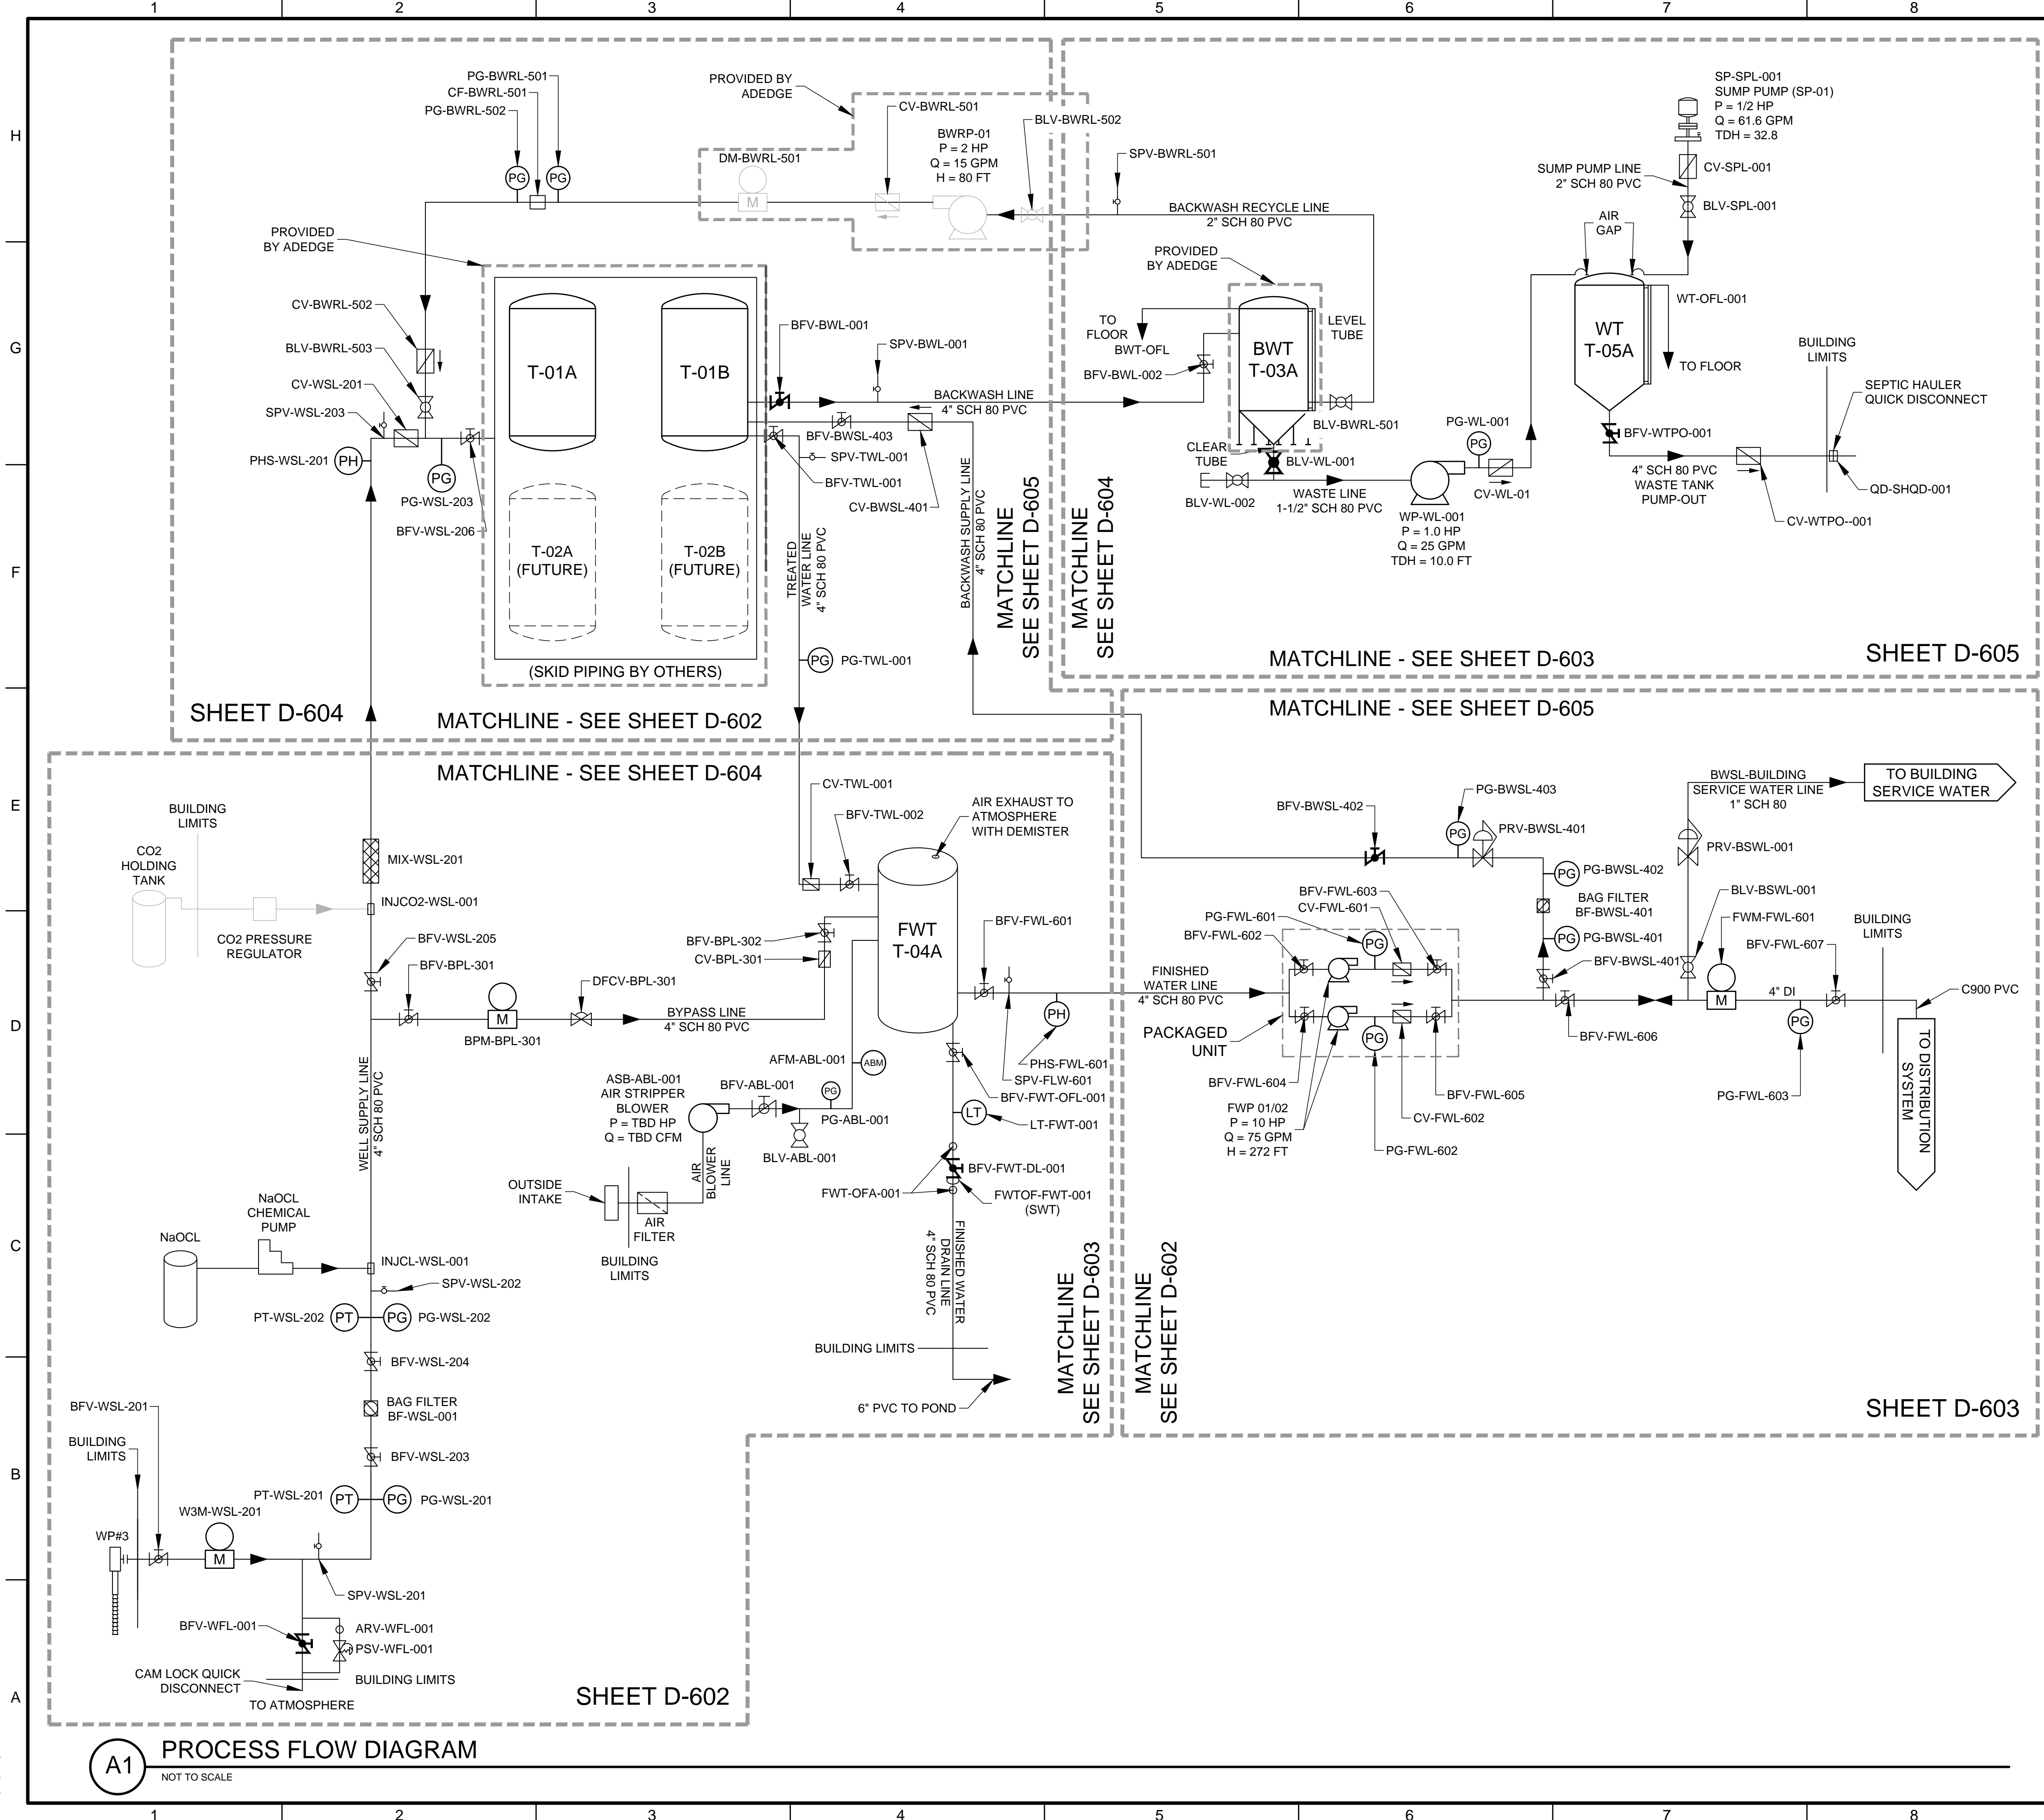 1
2
3
4
5
6
7
8
H
G
F
E
D
C
B
A
PG-BWRL-501
CF-BWRL-501
PG-BWRL-502
PG
PG
PROVIDED BY
ADEDGE
CV-BWRL-501
BWRP-01
P = 2 HP
Q = 15 GPM
H = 80 FT
BLV-BWRL-502
DM-BWRL-501
M
PROVIDED
BY ADEDGE
CV-BWRL-502
BLV-BWRL-503
CV-WSL-201
SPV-WSL-203
PHS-WSL-201
PH
PG
PG-WSL-203
BFV-WSL-206
T-01A
T-01B
T-02A
(FUTURE)
T-02B
(FUTURE)
(SKID PIPING BY OTHERS)
BFV-BWL-001
SPV-BWL-001
BACKWASH LINE
4" SCH 80 PVC
BFV-BWSL-403
SPV-TWL-001
BFV-TWL-001
CV-BWSL-401
TREATED
WATER LINE
4" SCH 80 PVC
BACKWASH SUPPLY LINE
4" SCH 80 PVC
PG
PG-TWL-001
MATCHLINE
SEE SHEET D-605
SHEET D-604
MATCHLINE - SEE SHEET D-602
MATCHLINE
SEE SHEET D-604
SPV-BWRL-501
BACKWASH RECYCLE LINE
2" SCH 80 PVC
PROVIDED
BY ADEDGE
TO
FLOOR
BWT-OFL
BFV-BWL-002
BWT
T-03A
LEVEL
TUBE
BLV-BWRL-501
CLEAR
TUBE
BLV-WL-001
BLV-WL-002
WASTE LINE
1-1/2" SCH 80 PVC
PG-WL-001
PG
CV-WL-01
WP-WL-001
P = 1.0 HP
Q = 25 GPM
TDH = 10.0 FT
SP-SPL-001
SUMP PUMP (SP-01)
P = 1/2 HP
Q = 61.6 GPM
TDH = 32.8
SUMP PUMP LINE
2" SCH 80 PVC
CV-SPL-001
BLV-SPL-001
AIR
GAP
WT-OFL-001
WT
T-05A
TO FLOOR
BUILDING
LIMITS
SEPTIC HAULER
QUICK DISCONNECT
BFV-WTPO-001
4" SCH 80 PVC
WASTE TANK
PUMP-OUT
QD-SHQD-001
CV-WTPO--001
MATCHLINE - SEE SHEET D-603
SHEET D-605
MATCHLINE - SEE SHEET D-604
BUILDING
LIMITS
CO2
HOLDING
TANK
CO2 PRESSURE
REGULATOR
MIX-WSL-201
INJCO2-WSL-001
BFV-WSL-205
BFV-BPL-301
M
BPM-BPL-301
DFCV-BPL-301
BYPASS LINE
4" SCH 80 PVC
BFV-BPL-302
CV-BPL-301
CV-TWL-001
BFV-TWL-002
AIR EXHAUST TO
ATMOSPHERE
WITH DEMISTER
FWT
T-04A
BFV-FWL-601
PH
PHS-FWL-601
SPV-FLW-601
BFV-FWT-OFL-001
AFM-ABL-001
ABM
ASB-ABL-001
AIR STRIPPER
BLOWER
P = TBD HP
Q = TBD CFM
BFV-ABL-001
PG
PG-ABL-001
BLV-ABL-001
LT
LT-FWT-001
BFV-FWT-DL-001
FWT-OFA-001
FWTOF-FWT-001
(SWT)
AIR
BLOWER
LINE
OUTSIDE
INTAKE
AIR
FILTER
BUILDING
LIMITS
FINISHED WATER
DRAIN LINE
4" SCH 80 PVC
BUILDING LIMITS
6" PVC TO POND
WELL SUPPLY LINE
4" SCH 80 PVC
NaOCL
NaOCL
CHEMICAL
PUMP
INJCL-WSL-001
SPV-WSL-202
PT-WSL-202
PT
PG
PG-WSL-202
BFV-WSL-204
BAG FILTER
BF-WSL-001
BFV-WSL-203
BFV-WSL-201
BUILDING
LIMITS
PT-WSL-201
PT
PG
PG-WSL-201
W3M-WSL-201
M
WP#3
SPV-WSL-201
BFV-WFL-001
ARV-WFL-001
PSV-WFL-001
CAM LOCK QUICK
DISCONNECT
BUILDING LIMITS
TO ATMOSPHERE
SHEET D-602
MATCHLINE
SEE SHEET D-603
MATCHLINE
SEE SHEET D-602
MATCHLINE - SEE SHEET D-605
BWSL-BUILDING
SERVICE WATER LINE
1" SCH 80
TO BUILDING
SERVICE WATER
BFV-BWSL-402
PG-BWSL-403
PG
PRV-BWSL-401
PRV-BSWL-001
PG
PG-BWSL-402
BAG FILTER
BF-BWSL-401
PG
PG-BWSL-401
BFV-BWSL-401
BLV-BSWL-001
FWM-FWL-601
BFV-FWL-607
BUILDING
LIMITS
BFV-FWL-603
CV-FWL-601
PG-FWL-601
BFV-FWL-602
PG
FINISHED
WATER LINE
4" SCH 80 PVC
PACKAGED
UNIT
PG
BFV-FWL-604
FWP 01/02
P = 10 HP
Q = 75 GPM
H = 272 FT
BFV-FWL-605
CV-FWL-602
PG-FWL-602
BFV-FWL-606
M
4" DI
PG
PG-FWL-603
C900 PVC
TO DISTRIBUTION
SYSTEM
SHEET D-603
A1
PROCESS FLOW DIAGRAM
NOT TO SCALE
1
2
3
4
5
6
7
8